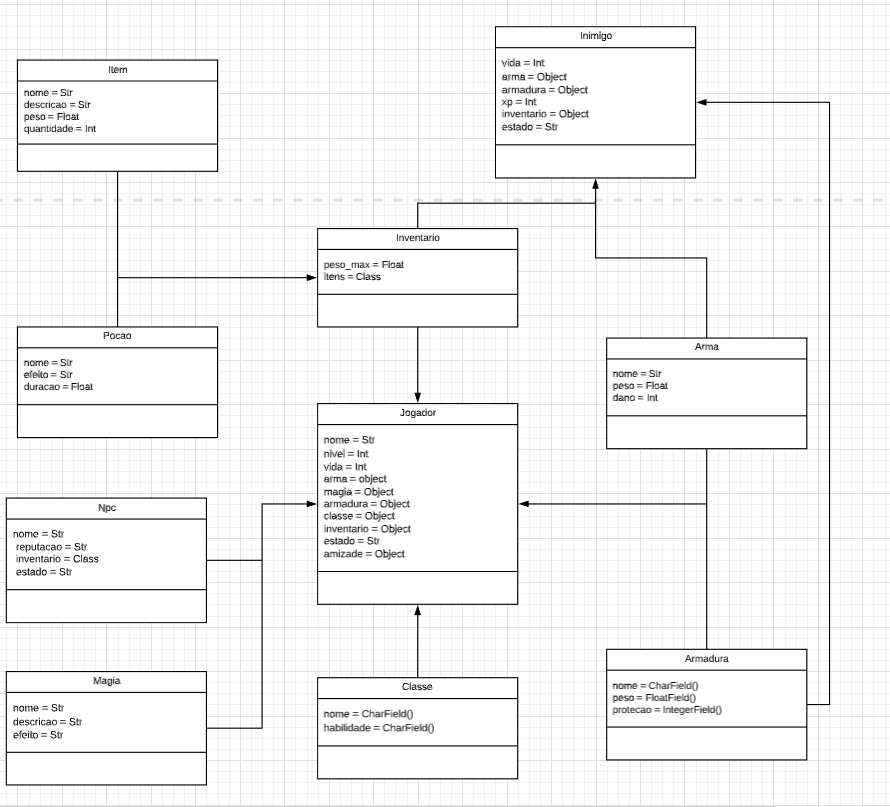 Inimigo
vida = Int
arma = Object
armadura = Object
xp = Int
inventario = Object
estado = Str
Item
nome = Str
descricao = Str
peso = Float
quantidade = Int
Inventario
peso_max = Float
Itens = Class
Pocao
nome = Str
efeito = Str
duracao = Float
Arma
nome = Str
peso = Float
dano = Int
Jogador
nome = Str
nivel = Int
vida = Int
arma = object
magia = Object
armadura = Object
classe = Object
inventario = Object
estado = Str
amizade = Object
Npc
nome = Str
reputacao = Str
inventario = Class
estado = Str
Magia
nome = Str
descricao = Str
efeito = Str
Classe
nome = CharField()
habilidade = CharField()
Armadura
nome = CharField()
peso = FloatField()
protecao = IntegerField()